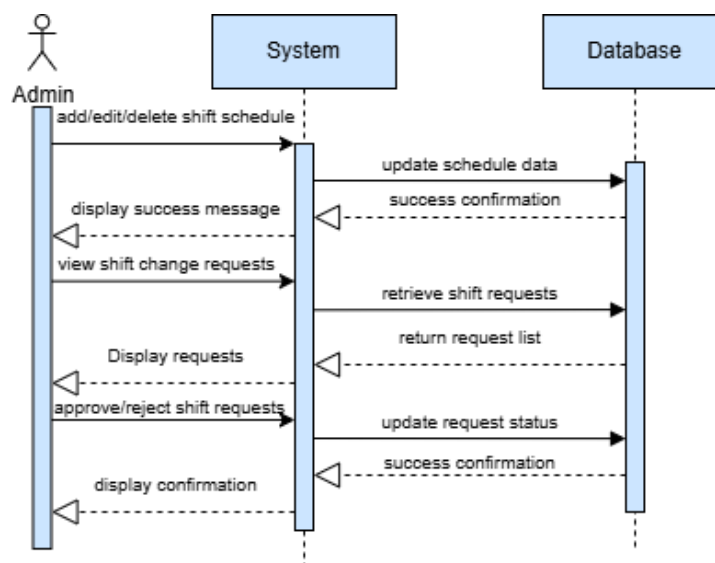 System
Database
Admin
add/edit/delete shift schedule
update schedule data
success confirmation
display success message
view shift change requests
retrieve shift requests
return request list
Display requests
approve/reject shift requests
update request status
success confirmation
display confirmation